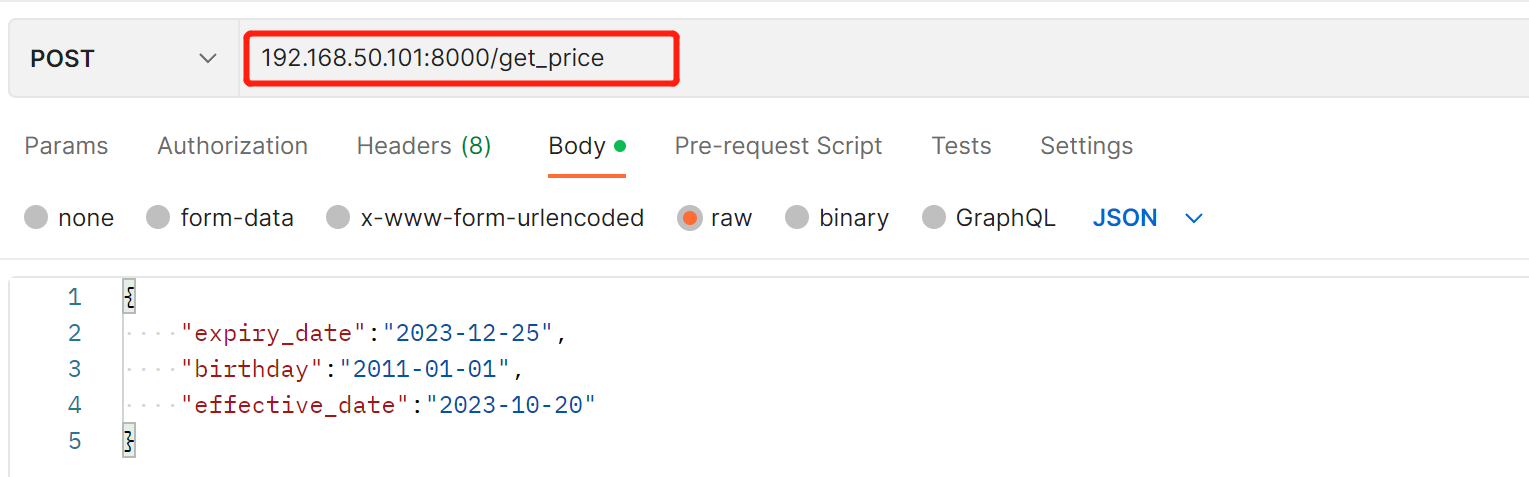 POST 192.168.50.101:8000/get_price
Params Authorization Headers (8) Body Pre-request Script Tests Settings
none form-data x-www-form-urlencoded raw binary GraphQL JSON
1 {
2 "expiry_date":"2023-12-25",
3 "birthday":"2011-01-01",
4 "effective_date":"2023-10-20"
5 }